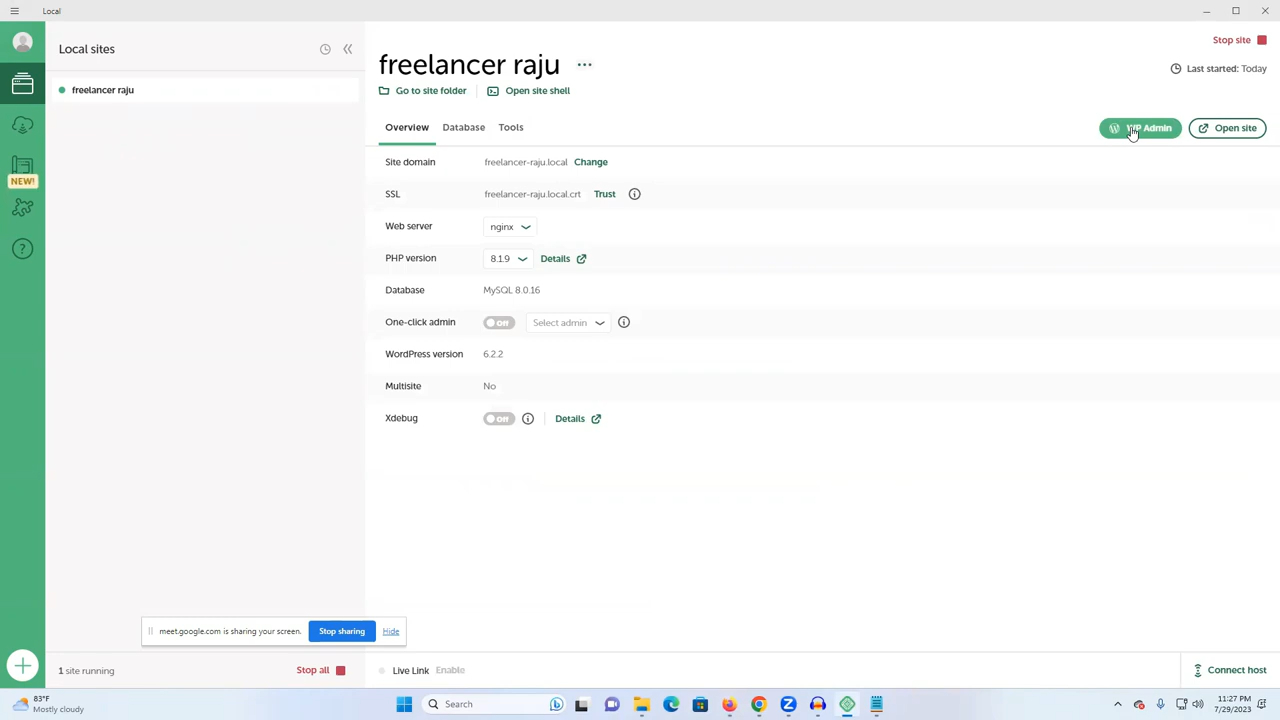 Local
Local sites
freelancer raju
NEW!
1 site running
Stop all
freelancer raju
Stop site
Last started: Today
Go to site folder
Open site shell
Overview
Database
Tools
WP Admin
Open site
Site domain
freelancer-raju.local
Change
SSL
freelancer-raju.local.crt
Trust
Web server
nginx
PHP version
8.1.9
Details
Database
MySQL 8.0.16
One-click admin
Off
Select admin
WordPress version
6.2.2
Multisite
No
Xdebug
Off
Details
meet.google.com is sharing your screen.
Stop sharing
Hide
Live Link
Enable
Connect host
83°F
Mostly cloudy
Search
11:27 PM
7/29/2023